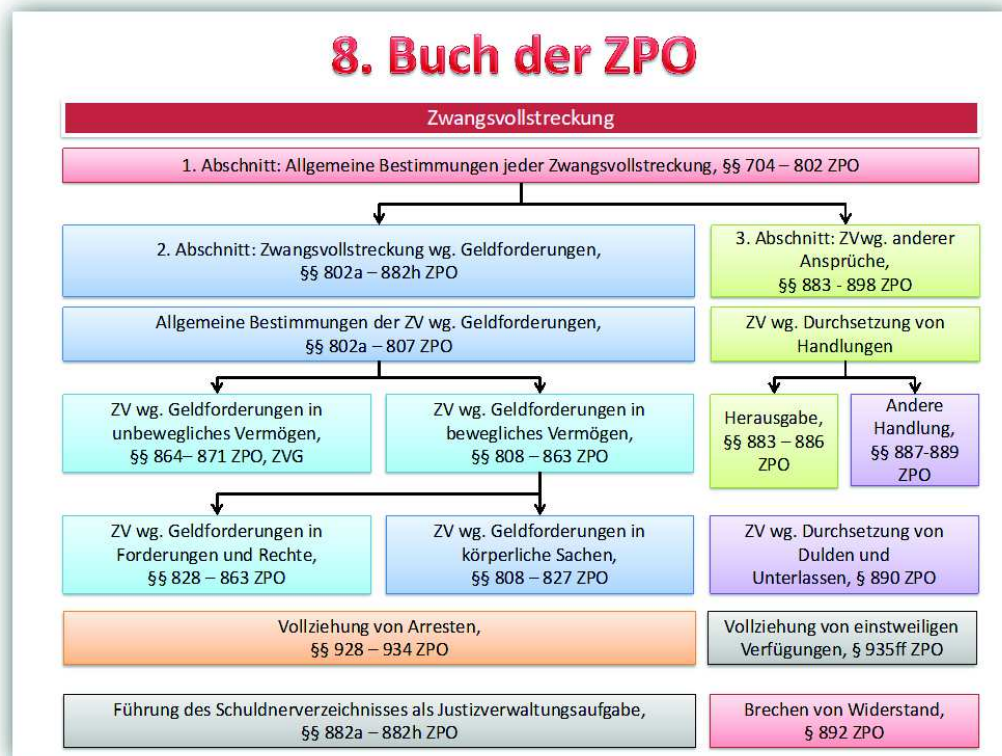 8. Buch der ZPO
Zwangsvollstreckung
1. Abschnitt: Allgemeine Bestimmungen jeder Zwangsvollstreckung, §§ 704 – 802 ZPO
2. Abschnitt: Zwangsvollstreckung wg. Geldforderungen,
§§ 802a – 882h ZPO
3. Abschnitt: ZVwg. anderer
Ansprüche,
§§ 883 - 898 ZPO
Allgemeine Bestimmungen der ZV wg. Geldforderungen,
§§ 802a – 807 ZPO
ZV wg. Durchsetzung von
Handlungen
ZV wg. Geldforderungen in
unbewegliches Vermögen,
§§ 864– 871 ZPO, ZVG
ZV wg. Geldforderungen in
bewegliches Vermögen,
§§ 808 – 863 ZPO
Herausgabe,
§§ 883 – 886
ZPO
Andere
Handlung,
§§ 887-889
ZPO
ZV wg. Geldforderungen in
Forderungen und Rechte,
§§ 828 – 863 ZPO
ZV wg. Geldforderungen in
körperliche Sachen,
§§ 808 – 827 ZPO
ZV wg. Durchsetzung von
Dulden und
Unterlassen, § 890 ZPO
Vollziehung von Arresten,
§§ 928 – 934 ZPO
Vollziehung von einstweiligen
Verfügungen, § 935ff ZPO
Führung des Schuldnerverzeichnisses als Justizverwaltungsaufgabe,
§§ 882a – 882h ZPO
Brechen von Widerstand,
§ 892 ZPO